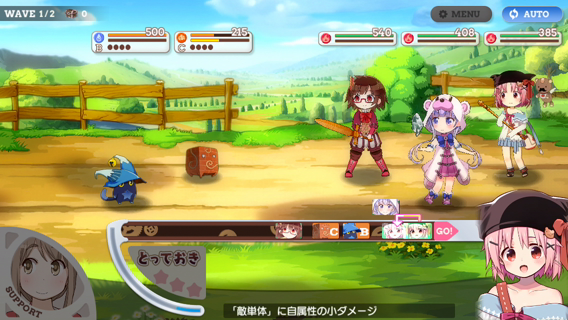 WAVE 1/2 0
MENU
AUTO
500
B
215
C
540
408
385
C B GO!
とっておき
SUPPORT
「敵単体」に自属性の小ダメージ